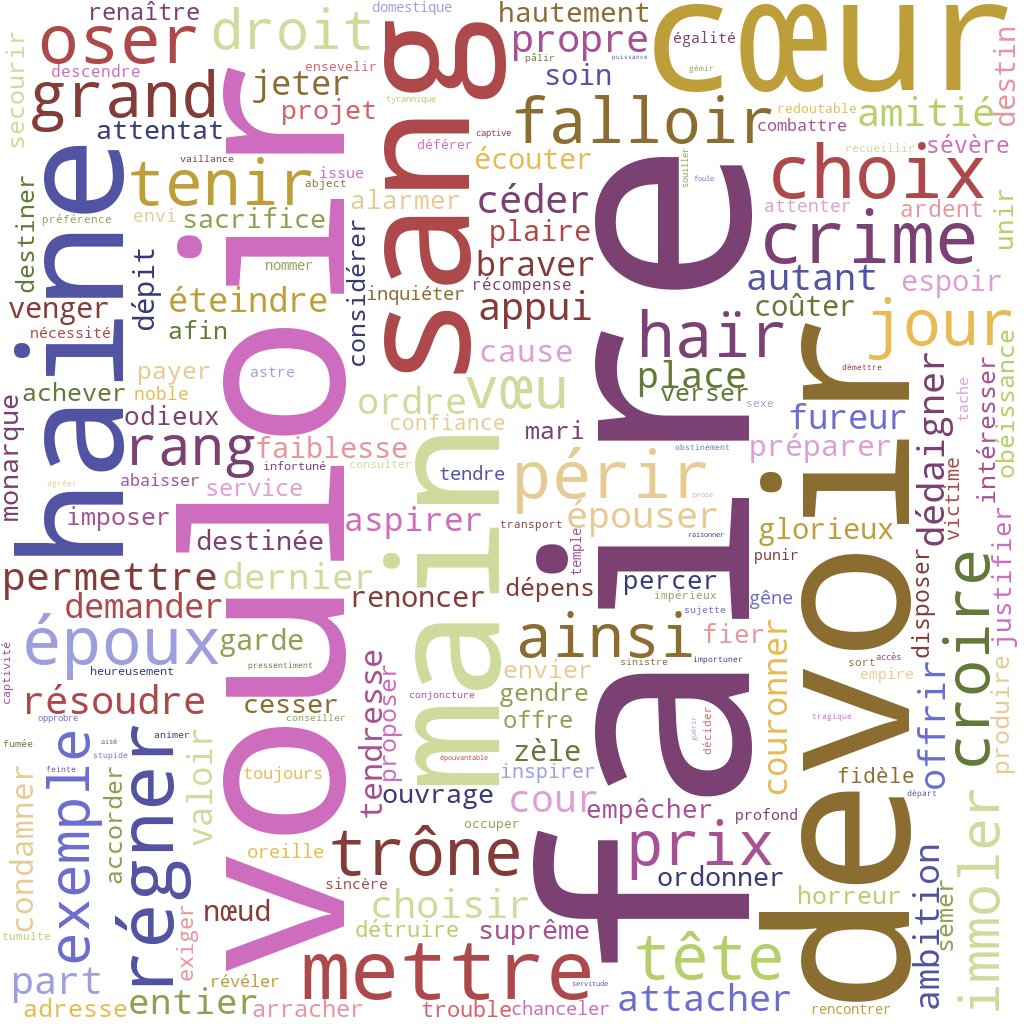 renaître
domestique
hautement
cœur
oser
droit
sang
propre
égalité
destin
secourir
descendre
ensevelir
pâlir
puissance
soin
gémir
grand
jeter
projet
tyrannique
falloir
redoutable
amitié
attentat
voulir
captive
combattre
vaillance
déférer
écouter
recueillir
sévère
haine
tenir
issue
abject
souiller
foule
choix
destiner
préférence
envi
sacrifice
alarmer
céder
attenter
ardent
unir
dépit
considérer
plaire
faire
crime
nommer
braver
autant
espoir
venger
éteindre
inquiéter
récompense
nécessité
afin
appui
coûter
haïr
jour
payer
astre
cause
place
démettre
achever
noble
ordre
vœu
verser
sexe
devoir
dédaigner
tache
obéissance
monarque
odieux
confiance
mari
fureur
intéresser
rang
faiblesse
main
obstinément
préparer
agréer
abaisser
infortuné
consulter
tendre
périr
victime
service
proie
imposer
aspirer
transport
épouser
glorieux
destinée
raisonner
temple
punir
croire
permettre
dernier
renoncer
dépens
percer
disposer
justifier
demander
impérieux
gêne
sujette
époux
garde
ainsi
fier
captivité
heureusement
pressentiment
envier
sinistre
importuner
sort
accès
empire
résoudre
cesser
tendresse
proposer
conjoncture
gendre
couronner
offrir
produire
opprobre
conseiller
offre
guérir
décider
tragique
fumée
aisé
stupide
animer
valoir
épouvantable
zèle
feinte
exemple
régner
toujours
inspirer
fidèle
condamner
accorder
ouvrage
cour
empêcher
profond
départ
occuper
prix
immoler
oreille
trône
ordonner
ambition
sincère
horreur
semer
nœud
choisir
tumulte
exiger
détruire
suprême
tête
part
révéler
mettre
servitude
adresse
entier
arracher
trouble
chanceler
attacher
rencontrer